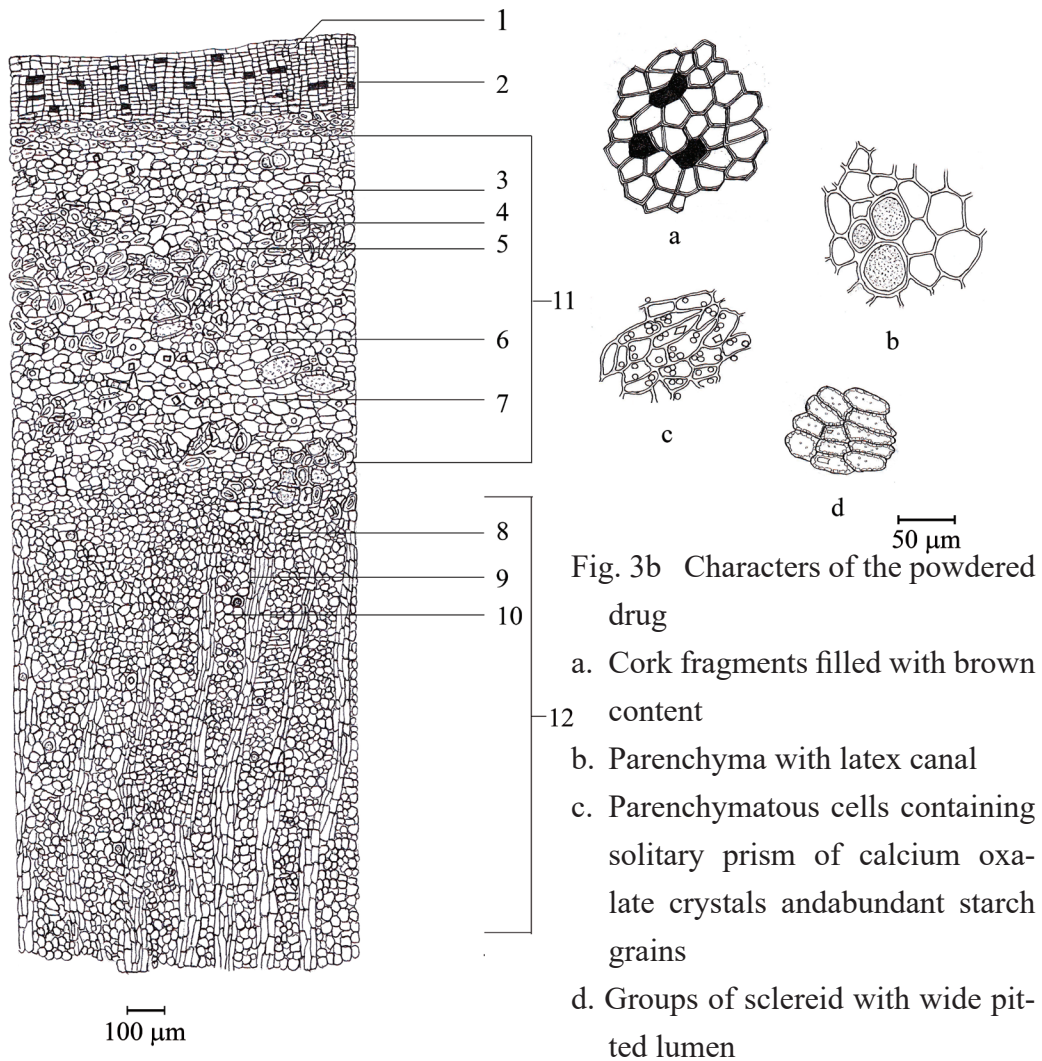 1
2
3
4
5
6
7
8
9
10
11
12
100 µm
a
b
c
d
50 µm
Fig. 3b Characters of the powdered
drug
a. Cork fragments filled with brown
content
b. Parenchyma with latex canal
c. Parenchymatous cells containing
solitary prism of calcium oxa-
late crystals andabundant starch
grains
d. Groups of sclereid with wide pit-
ted lumen